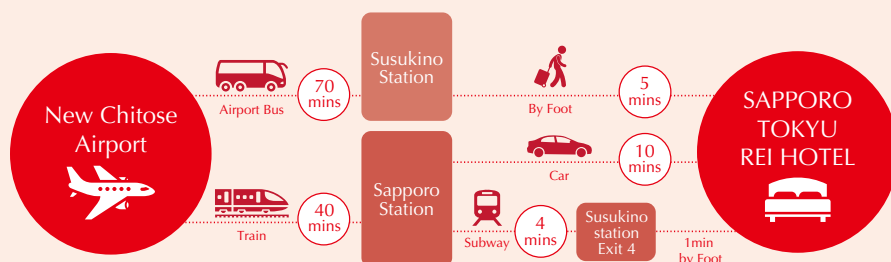 New Chitose
Airport
Airport Bus
70
mins
Susukino
Station
By Foot
5
mins
Train
40
mins
Sapporo
Station
Car
10
mins
Subway
4
mins
Susukino
station
Exit 4
1min
by Foot
SAPPORO
TOKYU
REI HOTEL